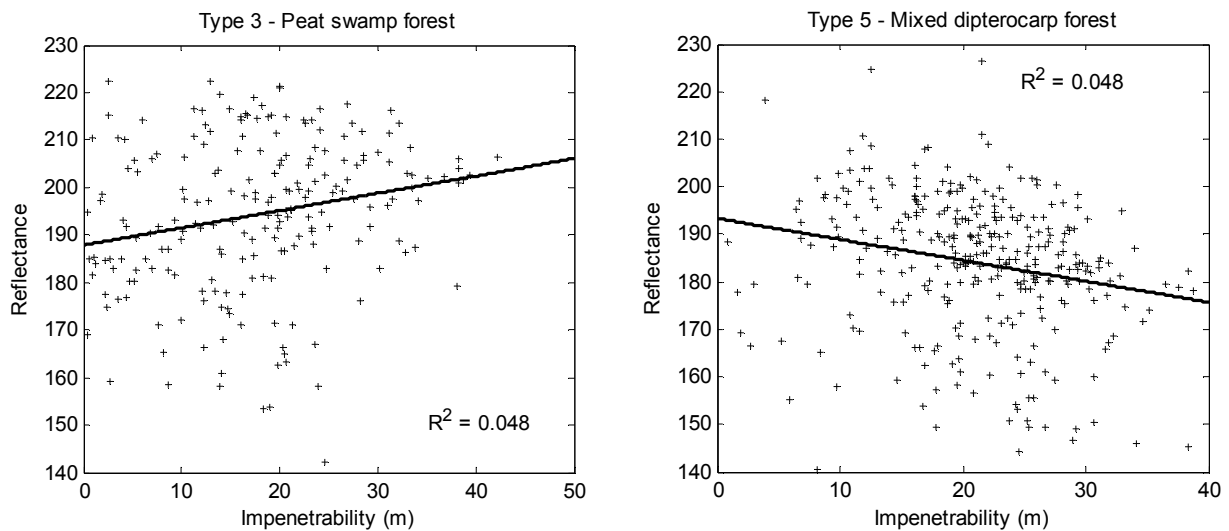 Type 3 - Peat swamp forest
230
220
210
200
190
180
170
160
150
140
Reflectance
R² = 0.048
0 10 20 30 40 50
Impenetrability (m)
Type 5 - Mixed dipterocarp forest
230
220
210
200
190
180
170
160
150
140
Reflectance
R² = 0.048
0 10 20 30 40
Impenetrability (m)